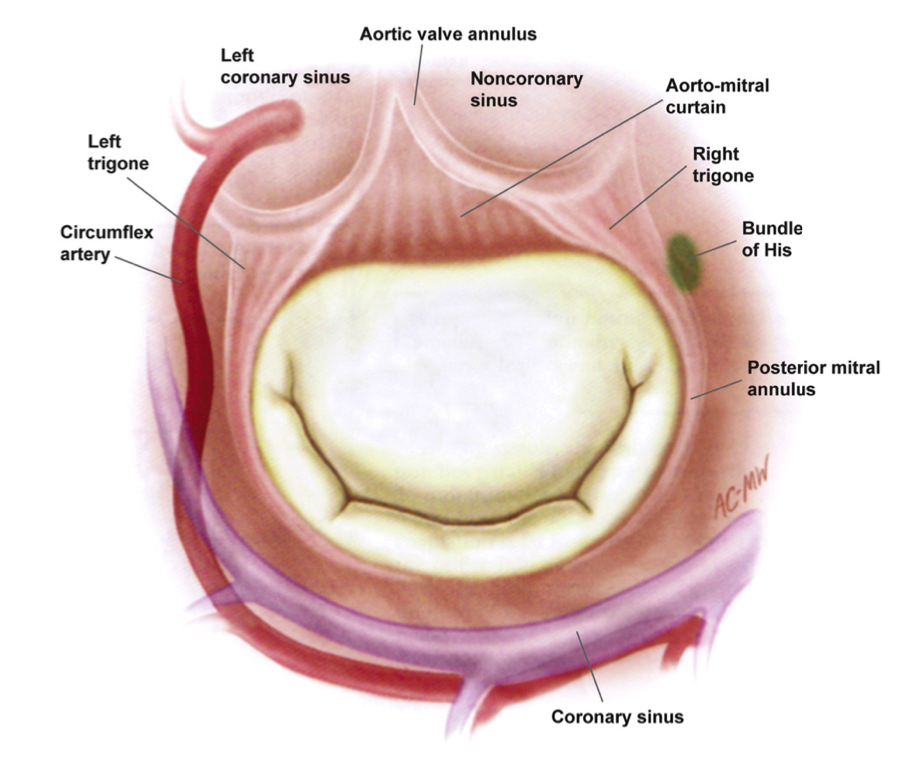 Aortic valve annulus
Left
coronary sinus
Noncoronary
sinus
Aorto-mitral
curtain
Left
trigone
Right
trigone
Circumflex
artery
Bundle
of His
Posterior mitral
annulus
AC-MW
Coronary sinus